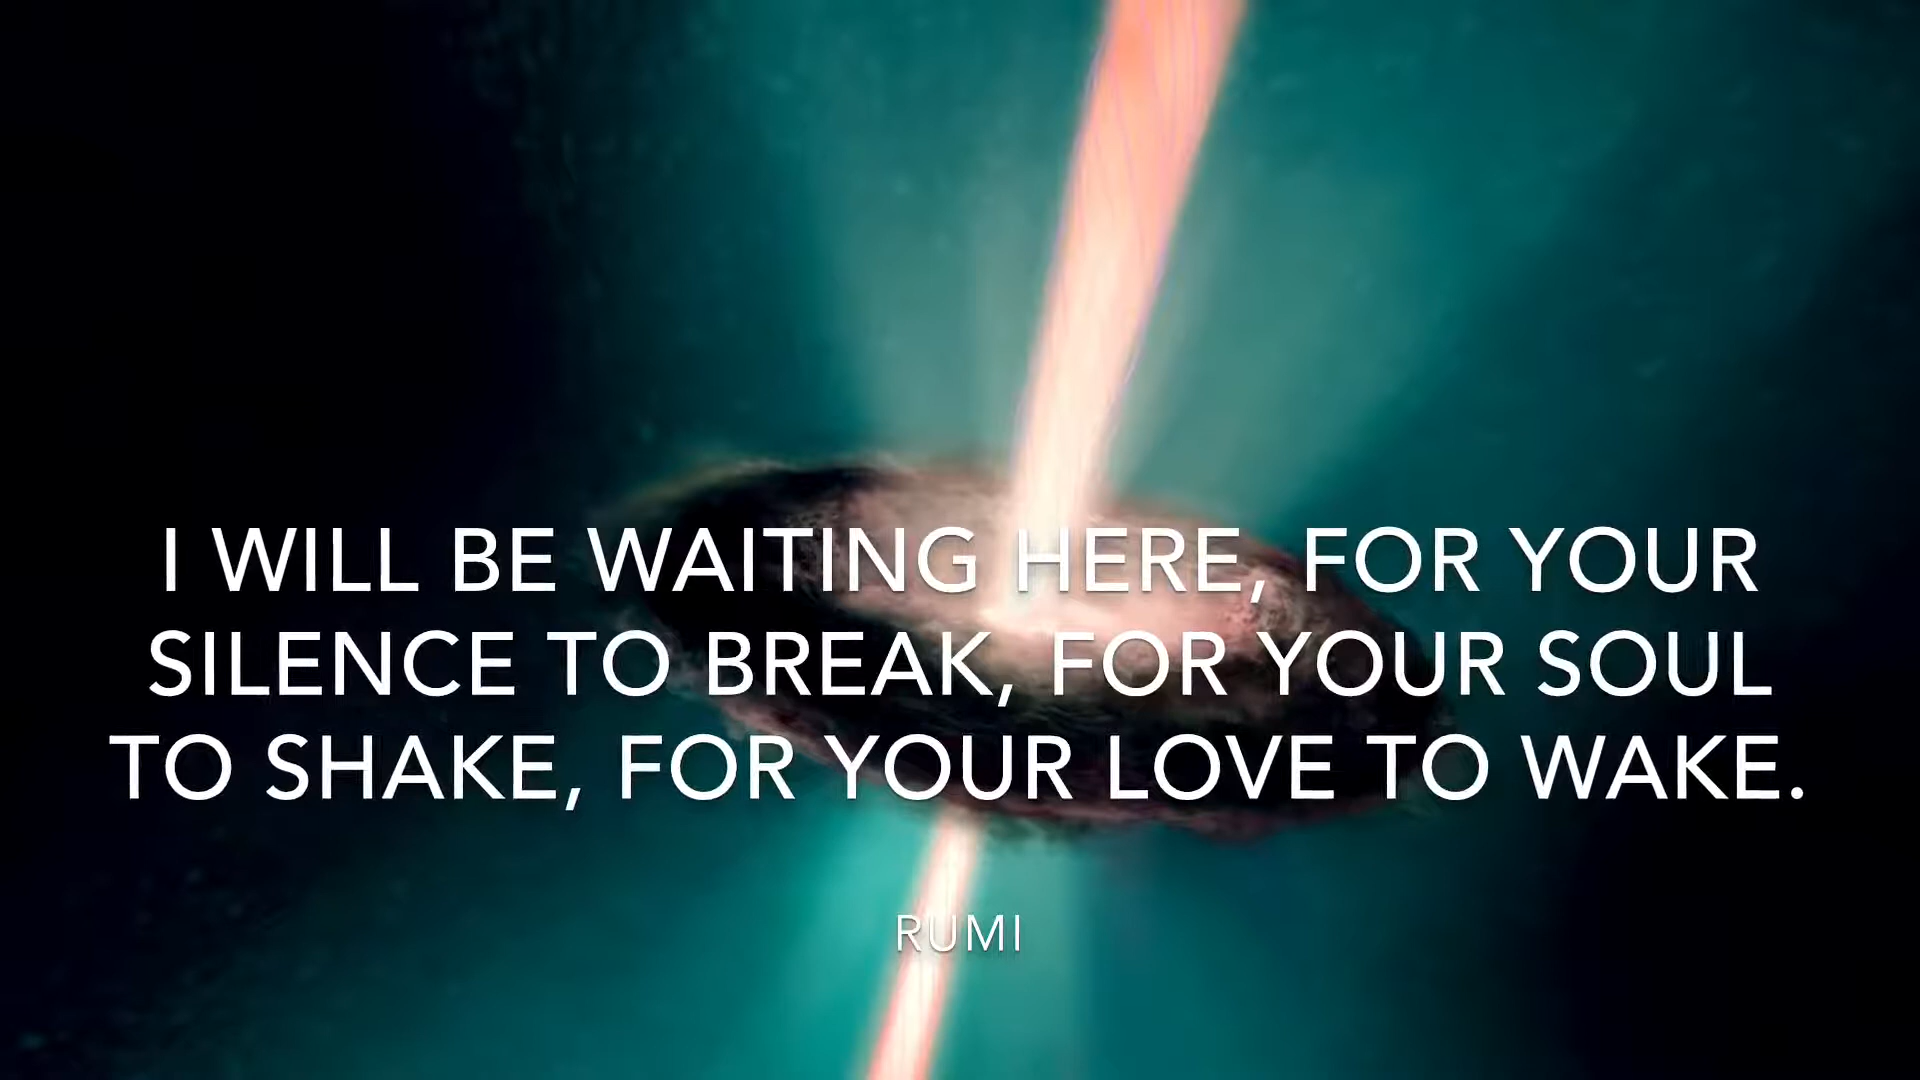 I WILL BE WAITING HERE, FOR YOUR
SILENCE TO BREAK, FOR YOUR SOUL
TO SHAKE, FOR YOUR LOVE TO WAKE.
RUMI